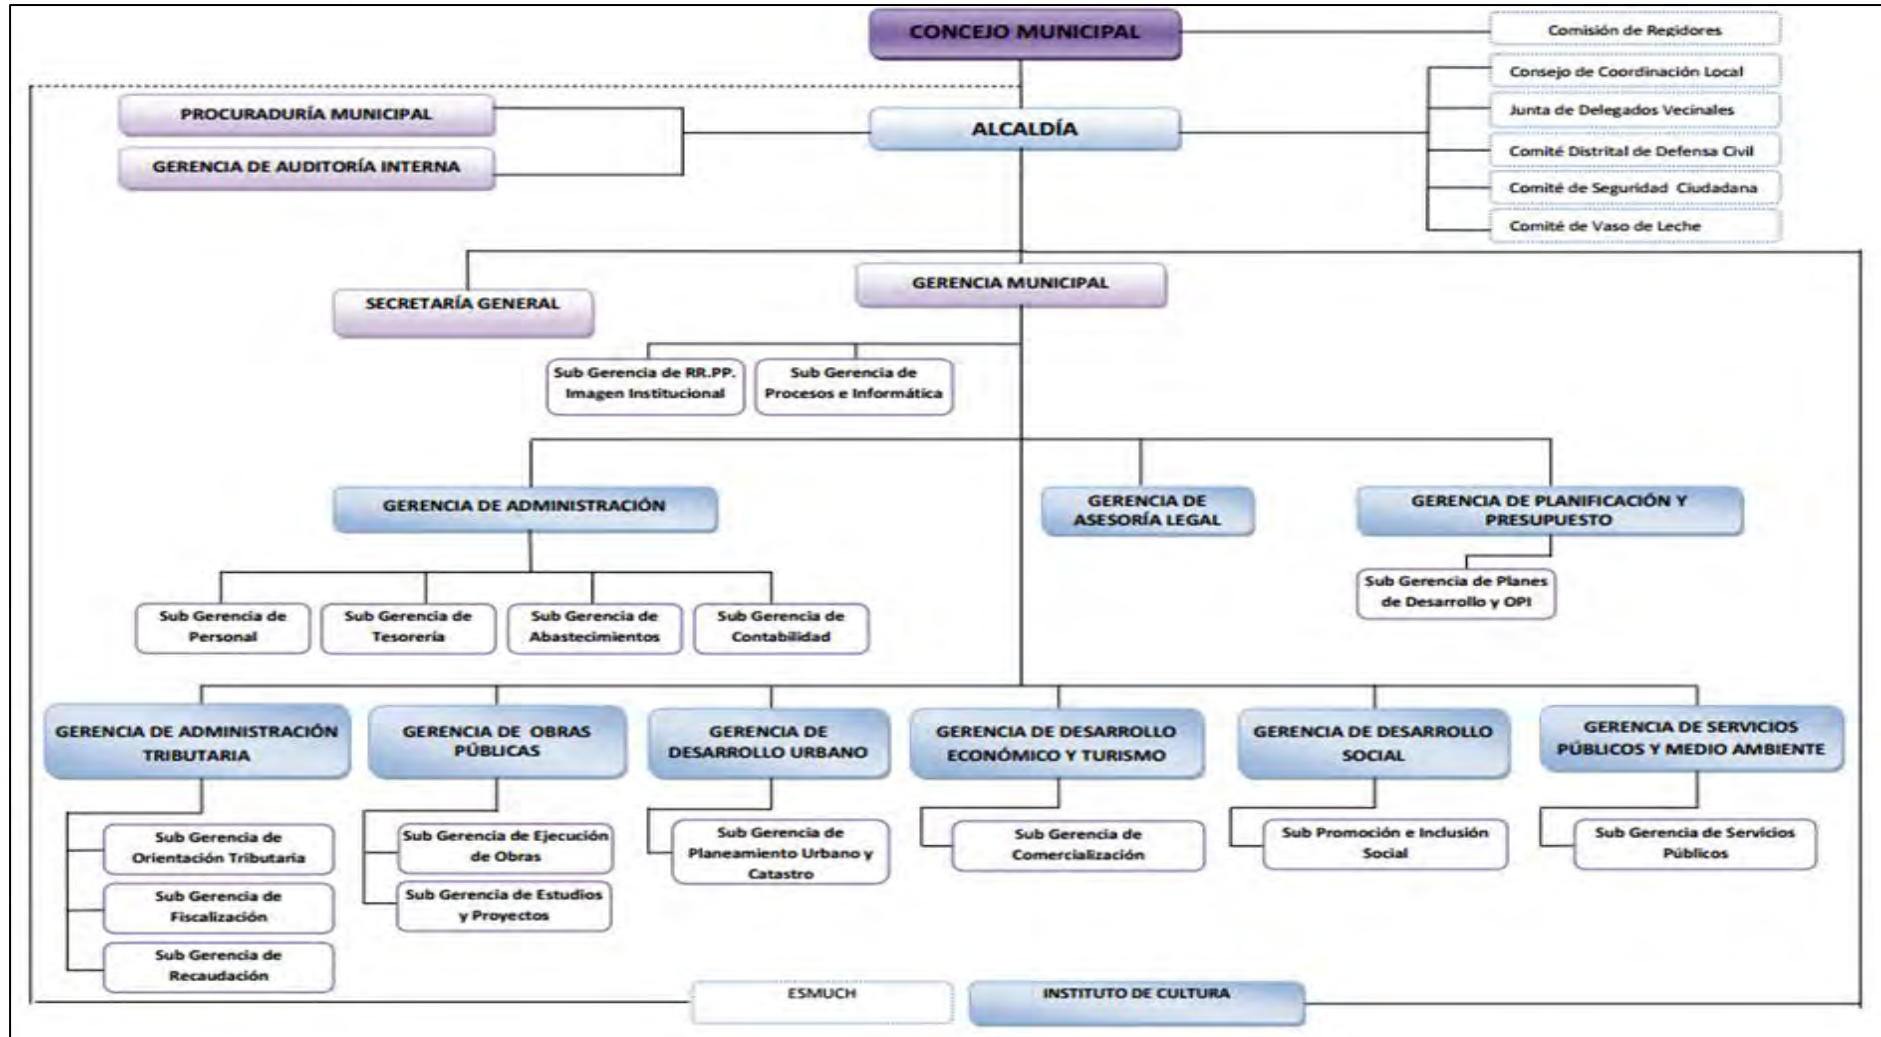 CONCEJO MUNICIPAL
Comisión de Regidores
Consejo de Coordinación Local
Junta de Delegados Vecinales
Comité Distrital de Defensa Civil
Comité de Seguridad Ciudadana
Comité de Vaso de Leche
PROCURADURÍA MUNICIPAL
GERENCIA DE AUDITORÍA INTERNA
ALCALDÍA
SECRETARÍA GENERAL
GERENCIA MUNICIPAL
Sub Gerencia de RR.PP.
Imagen Institucional
Sub Gerencia de
Procesos e Informática
GERENCIA DE ADMINISTRACIÓN
GERENCIA DE
ASESORÍA LEGAL
GERENCIA DE PLANIFICACIÓN Y
PRESUPUESTO
Sub Gerencia de Planes
de Desarrollo y OPI
Sub Gerencia de
Personal
Sub Gerencia de
Tesorería
Sub Gerencia de
Abastecimientos
Sub Gerencia de
Contabilidad
GERENCIA DE ADMINISTRACIÓN
TRIBUTARIA
GERENCIA DE OBRAS
PÚBLICAS
GERENCIA DE
DESARROLLO URBANO
GERENCIA DE DESARROLLO
ECONÓMICO Y TURISMO
GERENCIA DE DESARROLLO
SOCIAL
GERENCIA DE SERVICIOS
PÚBLICOS Y MEDIO AMBIENTE
Sub Gerencia de
Orientación Tributaria
Sub Gerencia de
Fiscalización
Sub Gerencia de
Recaudación
Sub Gerencia de Ejecución
de Obras
Sub Gerencia de Estudios
y Proyectos
Sub Gerencia de
Planeamiento Urbano y
Catastro
Sub Gerencia de
Comercialización
Sub Promoción e Inclusión
Social
Sub Gerencia de Servicios
Públicos
ESMUCH
INSTITUTO DE CULTURA